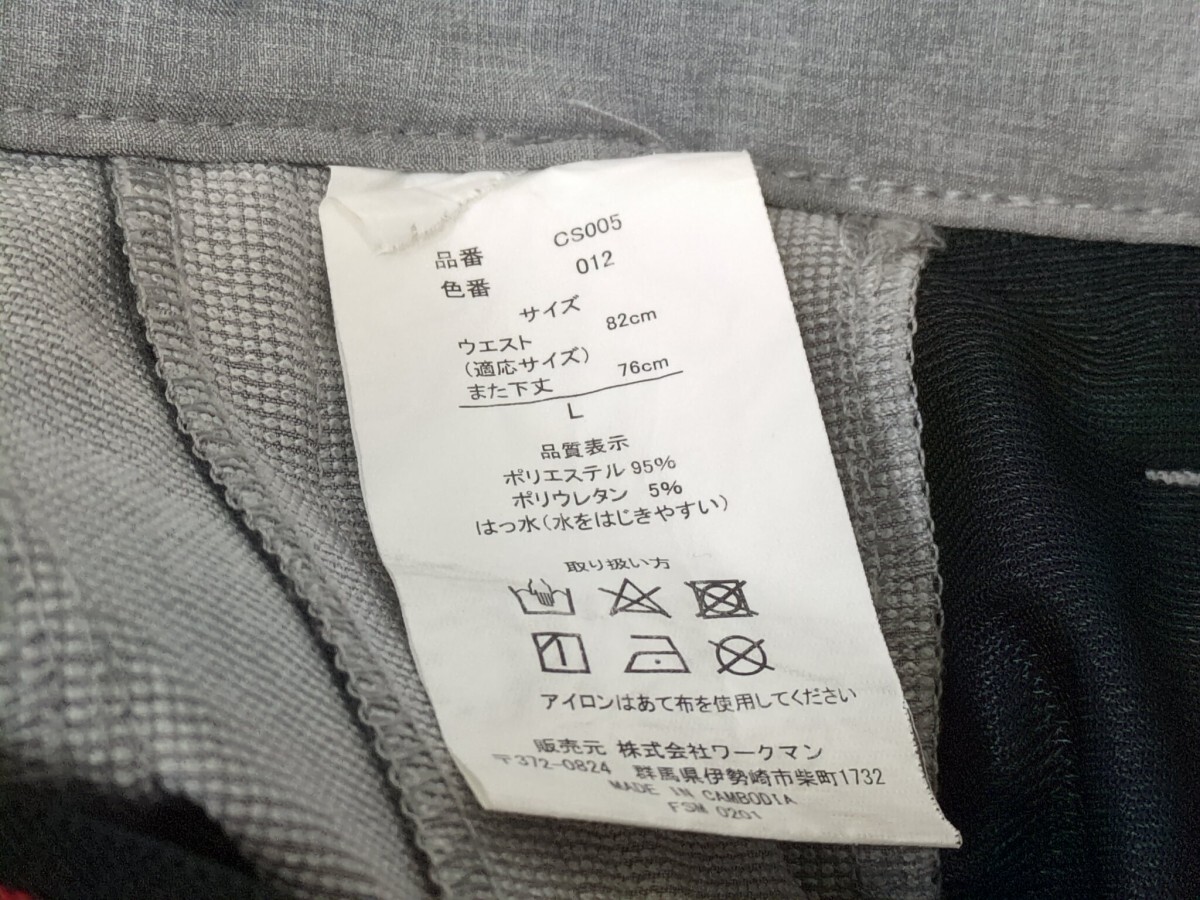 品番 CS005
色番 012
サイズ
ウエスト 82cm
(適応サイズ)
また下丈 76cm
L
品質表示
ポリエステル 95%
ポリウレタン 5%
はっ水(水をはじきやすい)
取り扱い方
アイロンはあて布を使用してください
販売元 株式会社ワークマン
〒372-0824 群馬県伊勢崎市柴町1732
MADE IN CAMBODIA
FSM 0201